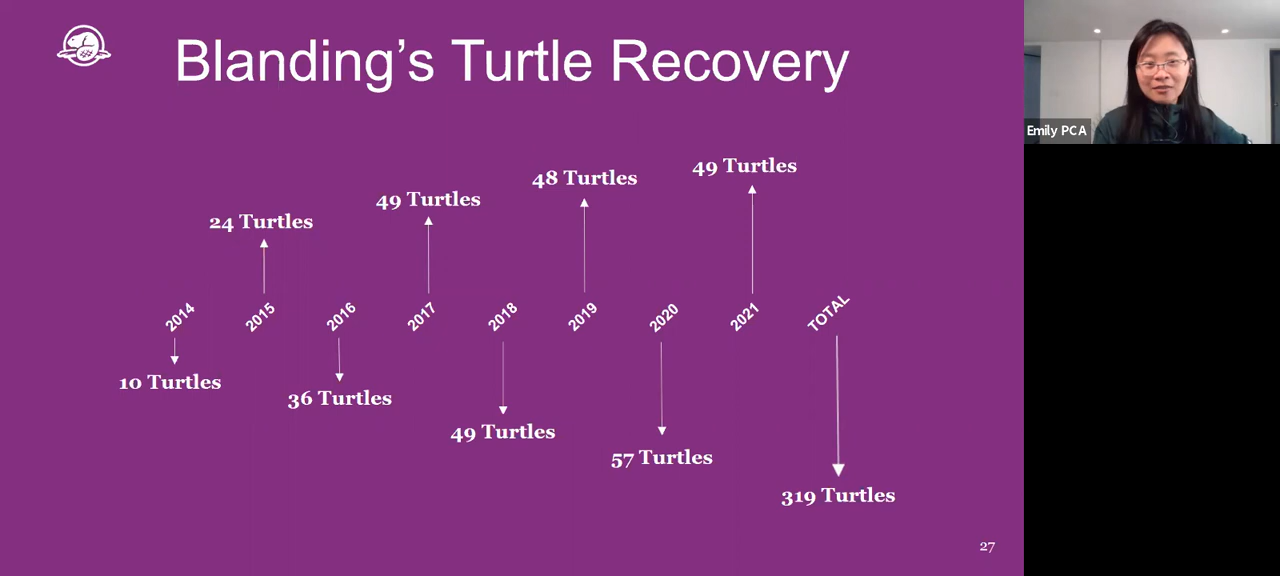 Blanding's Turtle Recovery
Emily PCA
49 Turtles
48 Turtles
49 Turtles
24 Turtles
2014
2015
2016
2017
2018
2019
2020
2021
TOTAL
10 Turtles
36 Turtles
49 Turtles
57 Turtles
319 Turtles
27